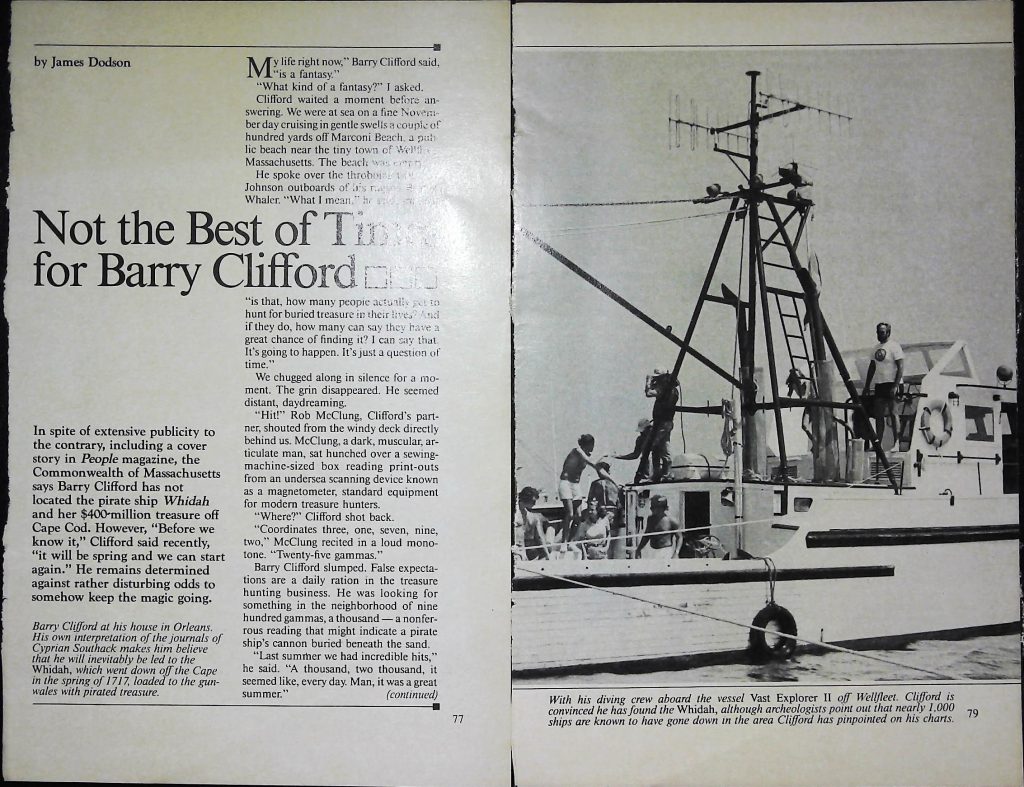 by James Dodson
My life right now," Barry Clifford said,
"is a fantasy."
"What kind of a fantasy?" I asked.
Clifford waited a moment before an-
swering. We were at sea on a fine Novem-
ber day cruising in gentle swells a couple of
hundred yards off Marconi Beach, a pub-
lic beach near the tiny town of
Massachusetts. The beach was
He spoke over the
Johnson outboards of his
Whaler. "What I mean," he
Not the Best of Times
for Barry Clifford
"is that, how many people actually get to
hunt for buried treasure in their lives? And
if they do, how many can say they have a
great chance of finding it? I can say that.
It's going to happen. It's just a question of
time."
We chugged along in silence for a mo-
ment. The grin disappeared. He seemed
distant, daydreaming.
"Hit!" Rob McClung, Clifford's part-
ner, shouted from the windy deck directly
behind us. McClung, a dark, muscular, ar-
ticulate man, sat hunched over a sewing-
machine-sized box reading print-outs
from an undersea scanning device known
as a magnetometer, standard equipment
for modern treasure hunters.
"Where?" Clifford shot back.
"Coordinates three, one, seven, nine,
two," McClung recited in a loud mono-
tone. "Twenty-five gammas."
Barry Clifford slumped. False expecta-
tions are a daily ration in the treasure
hunting business. He was looking for
something in the neighborhood of nine
hundred gammas, a thousand — a nonfer-
rous reading that might indicate a pirate
ship's cannon buried beneath the sand.
"Last summer we had incredible hits,"
he said. "A thousand, two thousand, it
seemed like, every day. Man, it was a great
summer." (continued)
In spite of extensive publicity to
the contrary, including a cover
story in People magazine, the
Commonwealth of Massachusetts
says Barry Clifford has not
located the pirate ship Whidah
and her $400-million treasure off
Cape Cod. However, "Before we
know it," Clifford said recently,
"it will be spring and we can start
again." He remains determined
against rather disturbing odds to
somehow keep the magic going.
Barry Clifford at his house in Orleans.
His own interpretation of the journals of
Cyprian Southack makes him believe
that he will inevitably be led to the
Whidah, which went down off the Cape
in the spring of 1717, loaded to the gun-
wales with pirated treasure.
77
With his diving crew aboard the vessel Vast Explorer II off Wellfleet. Clifford is
convinced he has found the Whidah, although archeologists point out that nearly 1,000
ships are known to have gone down in the area Clifford has pinpointed on his charts.
79